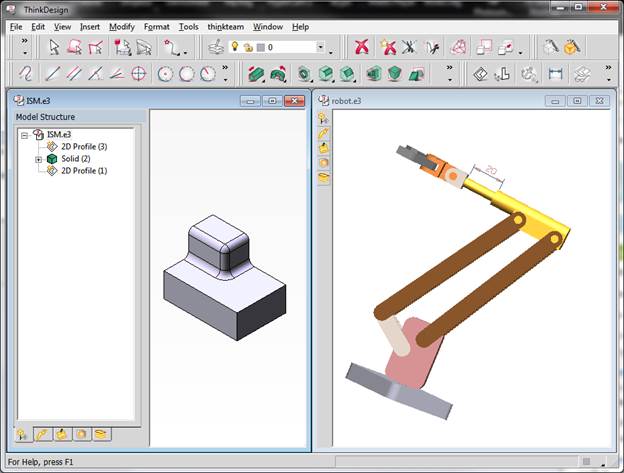 ThinkDesign
File Edit View Insert Modify Format Tools thinkteam Window Help
0
ISM.e3
Model Structure
ISM.e3
2D Profile (3)
Solid (2)
2D Profile (1)
robot.e3
20
For Help, press F1